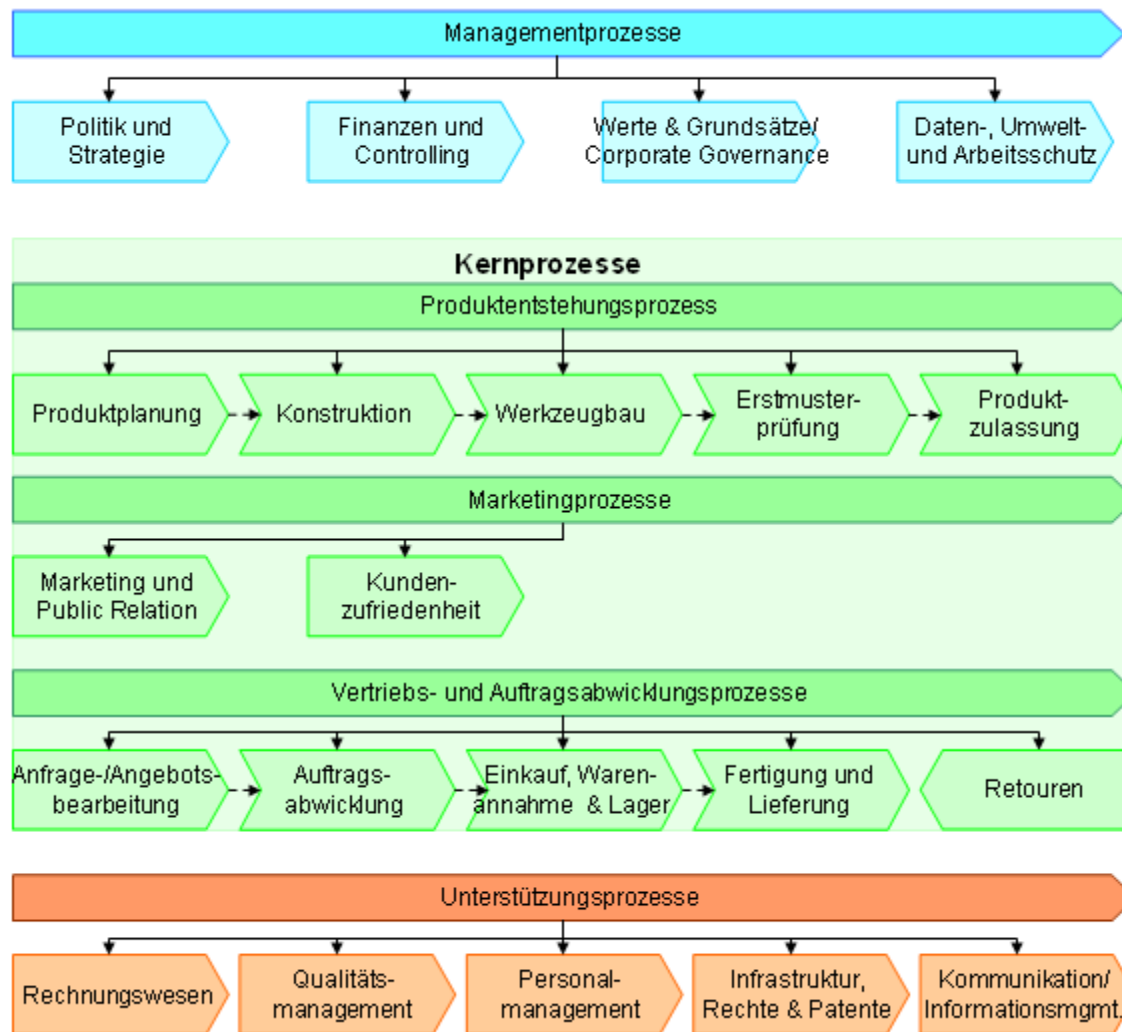 Managementprozesse
Politik und
Strategie
Finanzen und
Controlling
Werte & Grundsätze/
Corporate Governance
Daten-, Umwelt-
und Arbeitsschutz
Kernprozesse
Produktentstehungsprozess
Produktplanung
Konstruktion
Werkzeugbau
Erstmuster-
prüfung
Produkt-
zulassung
Marketingprozesse
Marketing und
Public Relation
Kunden-
zufriedenheit
Vertriebs- und Auftragsabwicklungsprozesse
Anfrage-/Angebots-
bearbeitung
Auftrags-
abwicklung
Einkauf, Waren-
annahme & Lager
Fertigung und
Lieferung
Retouren
Unterstützungsprozesse
Rechnungswesen
Qualitäts-
management
Personal-
management
Infrastruktur,
Rechte & Patente
Kommunikation/
Informationsmgmt.